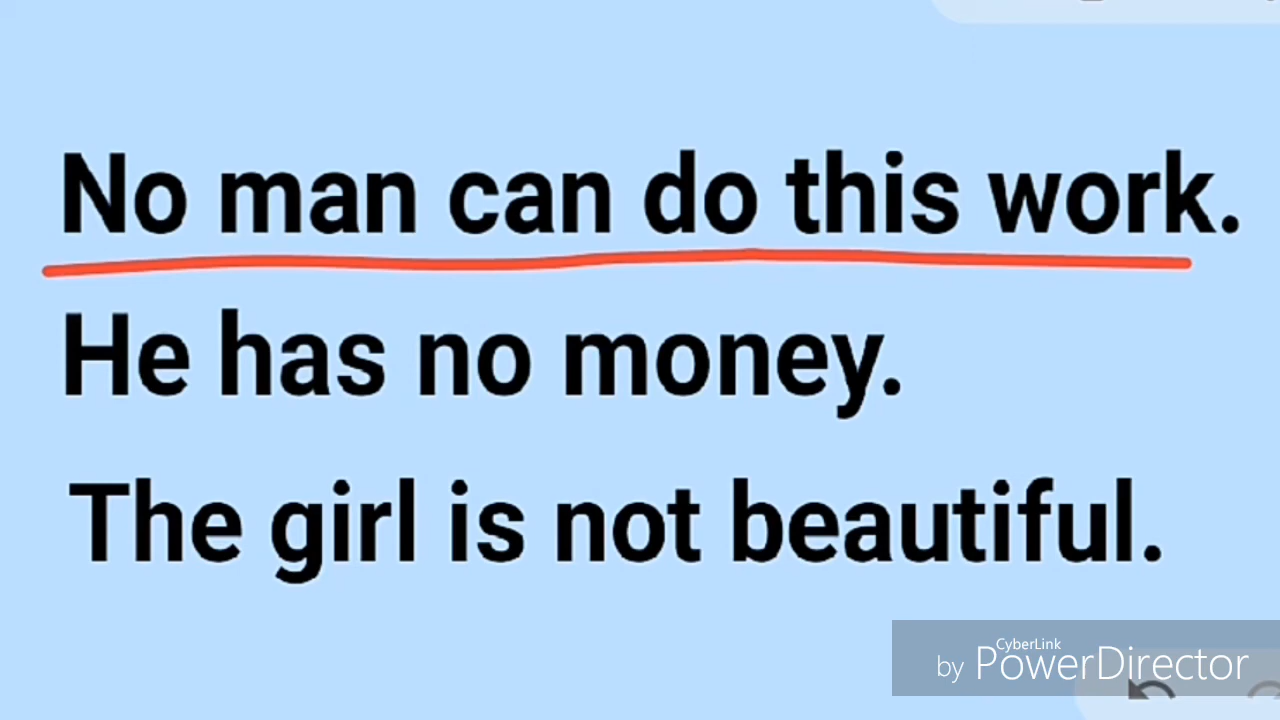 No man can do this work.
He has no money.
The girl is not beautiful.
CyberLink
by PowerDirector